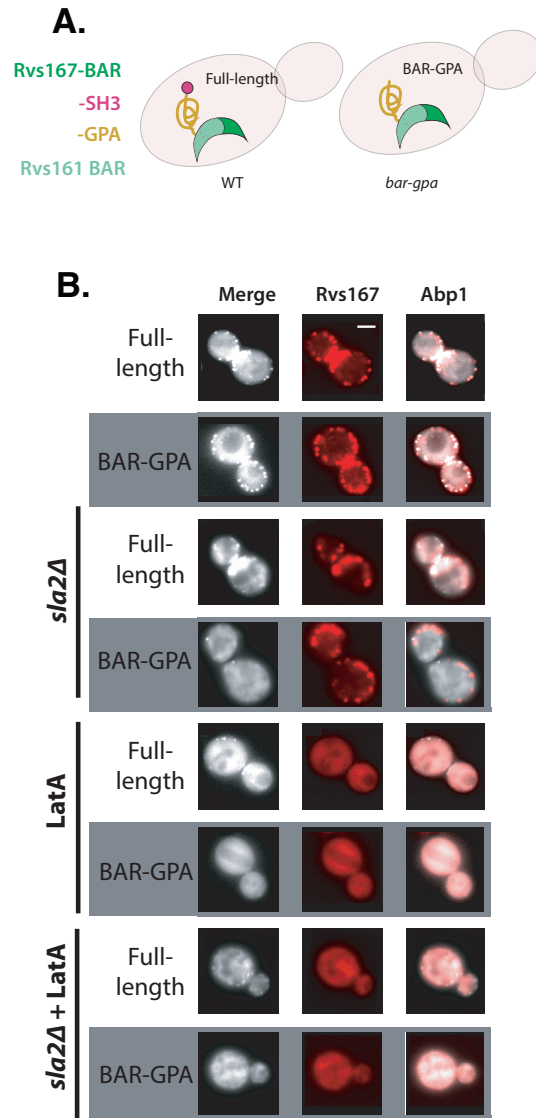 A.
Rvs167-BAR
-SH3
-GPA
Rvs161 BAR
Full-length
WT
BAR-GPA
bar-gpa
B.
Merge
Rvs167
Abp1
Full-
length
BAR-GPA
sla2Δ
Full-
length
BAR-GPA
LatA
Full-
length
BAR-GPA
sla2Δ + LatA
Full-
length
BAR-GPA